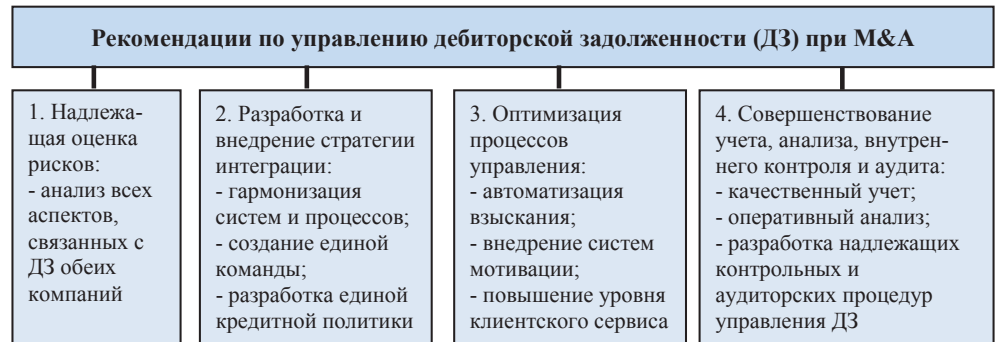 Рекомендации по управлению дебиторской задолженности (ДЗ) при M&A
1. Надлежа-
щая оценка
рисков:
- анализ всех
аспектов,
связанных с
ДЗ обеих
компаний
2. Разработка и
внедрение стратегии
интеграции:
- гармонизация
систем и процессов;
- создание единой
команды;
- разработка единой
кредитной политики
3. Оптимизация
процессов
управления:
- автоматизация
взыскания;
- внедрение систем
мотивации;
- повышение уровня
клиентского сервиса
4. Совершенствование
учета, анализа, внутрен-
него контроля и аудита:
- качественный учет;
- оперативный анализ;
- разработка надлежащих
контрольных и
аудиторских процедур
управления ДЗ